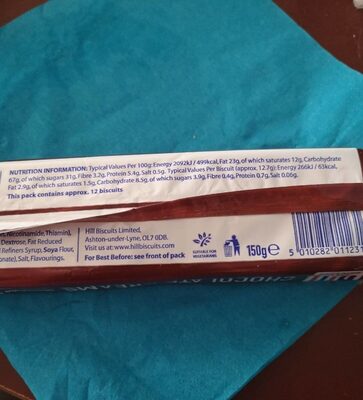 NUTRITION INFORMATION: Typical Values Per 100g: Energy 2092kJ / 499kcal, Fat 23g, of which saturates 12g, Carbohydrate
67g, of which sugars 31g, Fibre 3.2g, Protein 5.4g, Salt 0.5g. Typical Values Per Biscuit (approx. 12.7g): Energy 266kJ / 63kcal,
Fat 2.9g, of which saturates 1.5g, Carbohydrate 8.5g, of which sugars 3.9g, Fibre 0.4g, Protein 0.7g, Salt 0.06g.
This pack contains approx. 12 biscuits
Nicotinamide, Thiamin),
Dextrose, Fat Reduced
Refiners Syrup, Soya Flour,
Salt, Flavourings.
Hill Biscuits Limited,
Ashton-under-Lyne, OL7 0DB.
Visit us at: www.hillbiscuits.com
For Best Before: see front of pack
SUITABLE FOR
VEGETARIANS
150g e
5 010282 01123